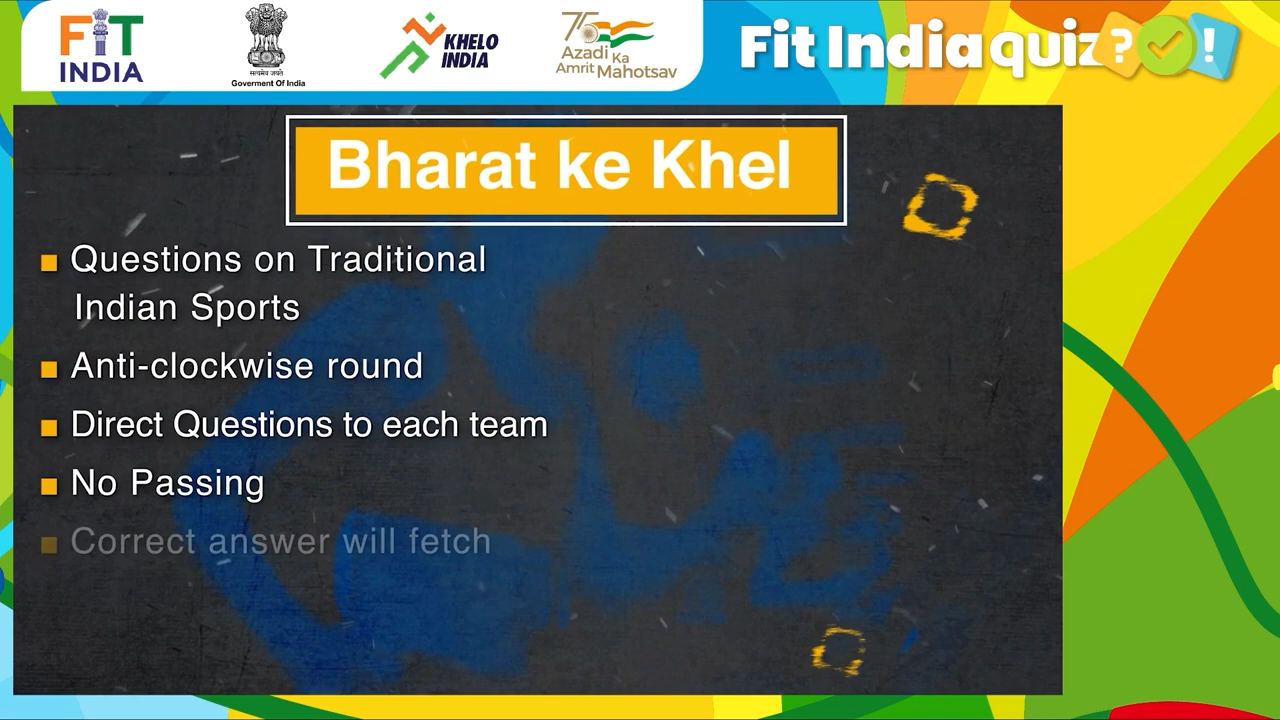 FIT
INDIA
सत्यमेव जयते
Goverment Of India
KHELO
INDIA
75
Azadi Ka
Amrit Mahotsav
Fit India quiz ? !
Bharat ke Khel
Questions on Traditional
Indian Sports
Anti-clockwise round
Direct Questions to each team
No Passing
Correct answer will fetch